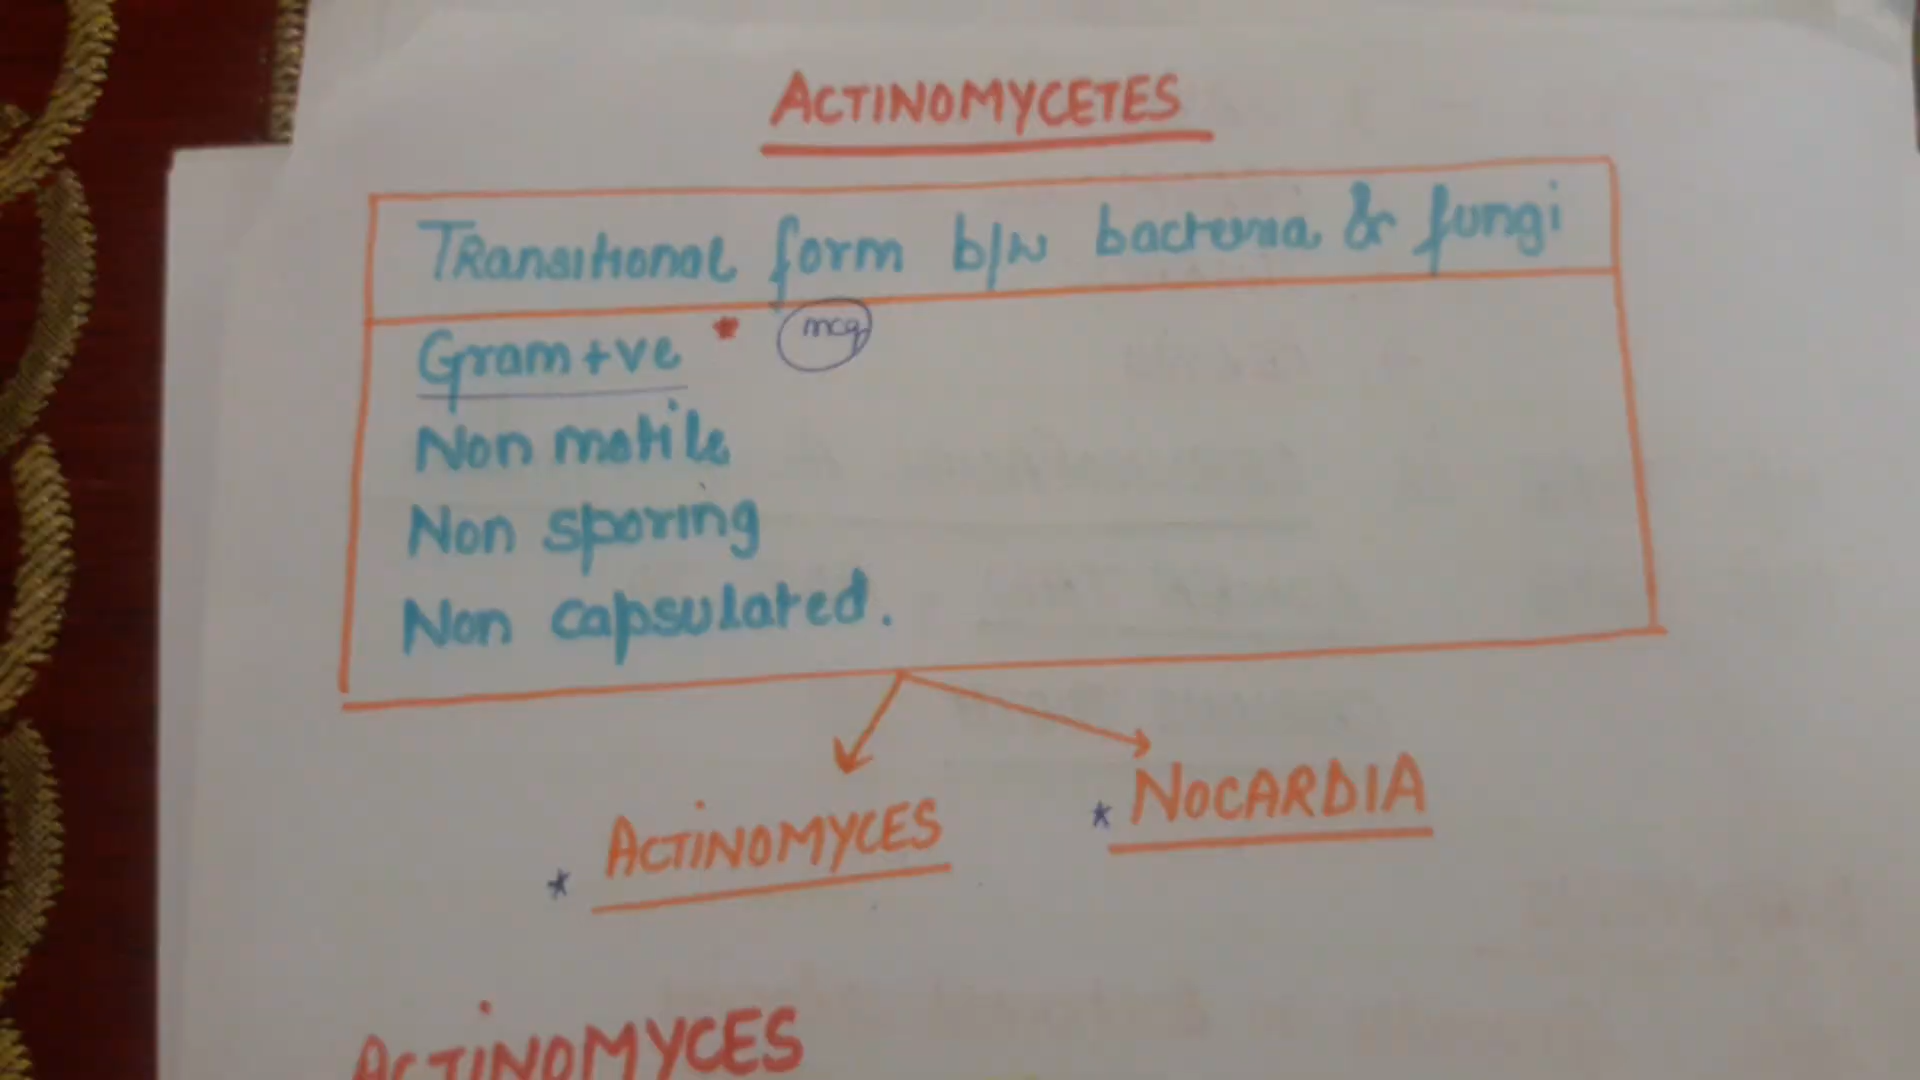 ACTINOMYCETES
Transitional form b/w bacteria & fungi
Gram +ve * mcq
Non motile
Non sporing
Non capsulated.
* ACTINOMYCES
* NOCARDIA
ACTINOMYCES